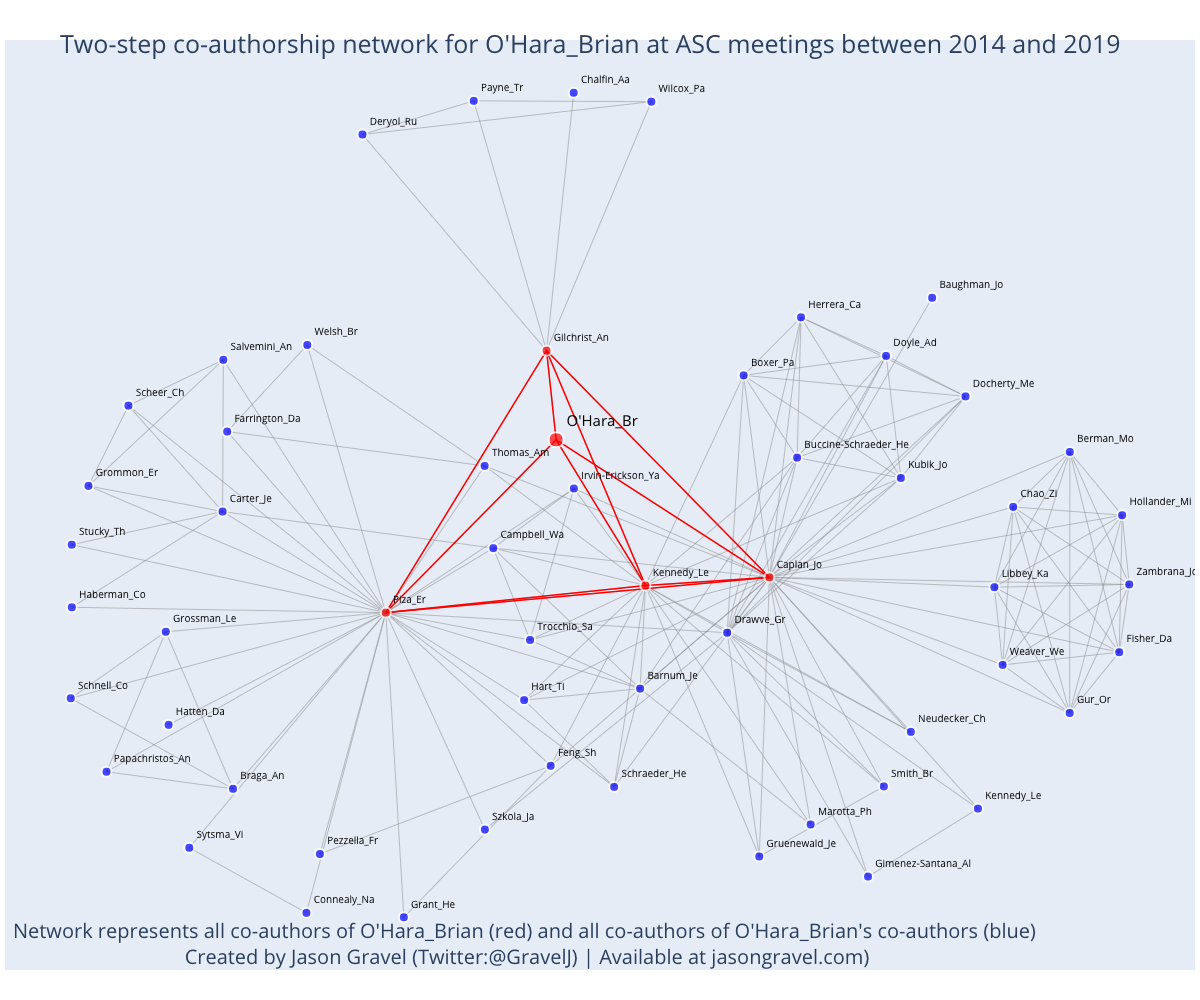 Two-step co-authorship network for O'Hara_Brian at ASC meetings between 2014 and 2019
Chalfin_Aa
Payne_Tr
Wilcox_Pa
Deryol_Ru
Baughman_Jo
Herrera_Ca
Welsh_Br
Gilchrist_An
Doyle_Ad
Salvemini_An
Boxer_Pa
Docherty_Me
Scheer_Ch
Farrington_Da
O'Hara_Br
Berman_Mo
Buccine-Schraeder_He
Thomas_Am
Kubik_Jo
Grommon_Er
Irvin-Erickson_Ya
Chao_Zi
Carter_Je
Hollander_Mi
Stucky_Th
Campbell_Wa
Caplan_Jo
Kennedy_Le
Libbey_Ka
Zambrana_Jo
Haberman_Co
Piza_Er
Grossman_Le
Drawve_Gr
Trocchio_Sa
Fisher_Da
Weaver_We
Barnum_Je
Schnell_Co
Hart_Ti
Gur_Or
Hatten_Da
Neudecker_Ch
Feng_Sh
Papachristos_An
Braga_An
Schraeder_He
Smith_Br
Kennedy_Le
Marotta_Ph
Szkola_Ja
Sytsma_Vi
Pezzella_Fr
Gruenewald_Je
Gimenez-Santana_Al
Connealy_Na
Grant_He
Network represents all co-authors of O'Hara_Brian (red) and all co-authors of O'Hara_Brian's co-authors (blue)
Created by Jason Gravel (Twitter:@GravelJ) | Available at jasongravel.com)